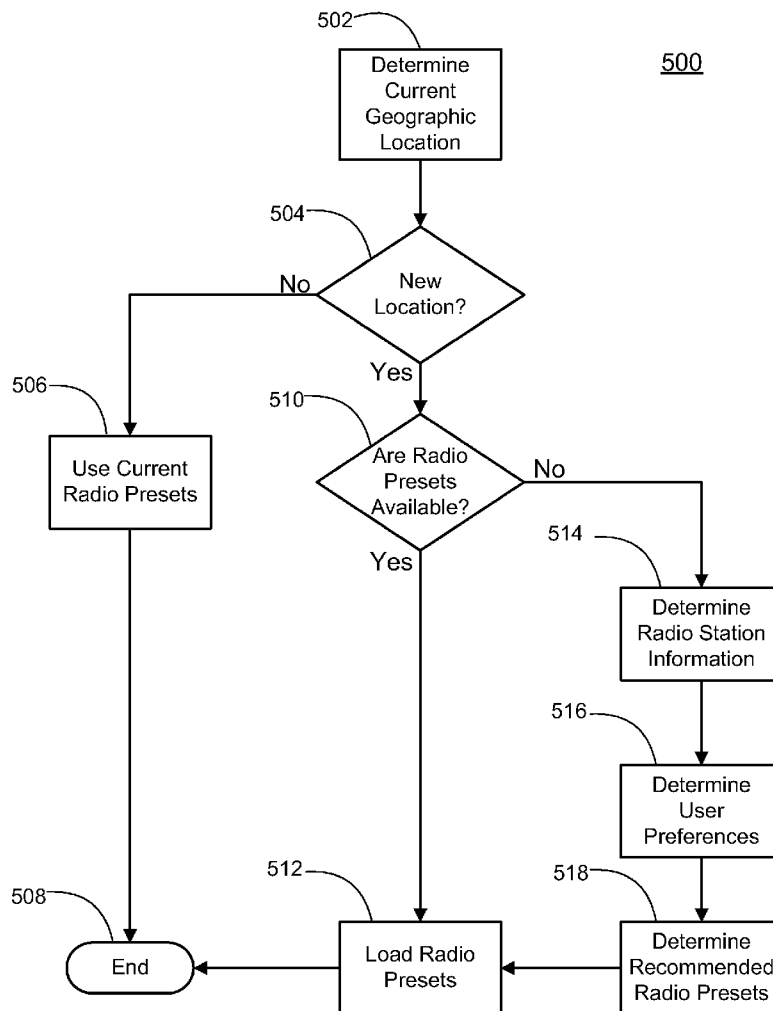 502
500
Determine
Current
Geographic
Location
504
No
New
Location?
Yes
506
510
Use Current
Radio Presets
Are Radio
Presets
Available?
No
Yes
514
Determine
Radio Station
Information
516
Determine
User
Preferences
508
512
518
End
Load Radio
Presets
Determine
Recommended
Radio Presets